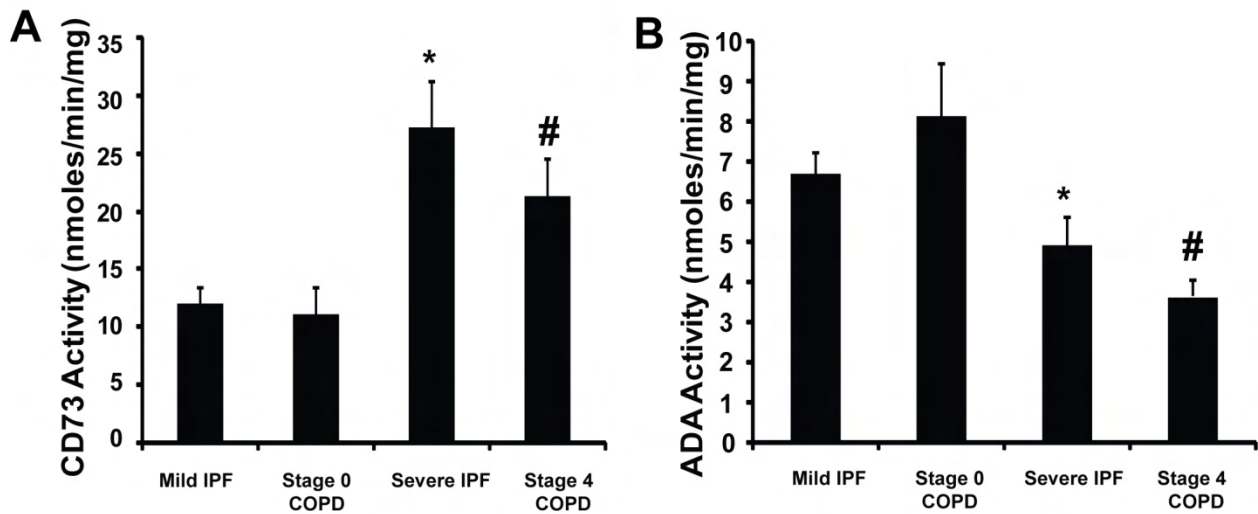 A
CD73 Activity (nmoles/min/mg)
35
30
25
20
15
10
5
0
*
#
Mild IPF
Stage 0
COPD
Severe IPF
Stage 4
COPD
B
ADA Activity (nmoles/min/mg)
10
9
8
7
6
5
4
3
2
1
0
*
#
Mild IPF
Stage 0
COPD
Severe IPF
Stage 4
COPD